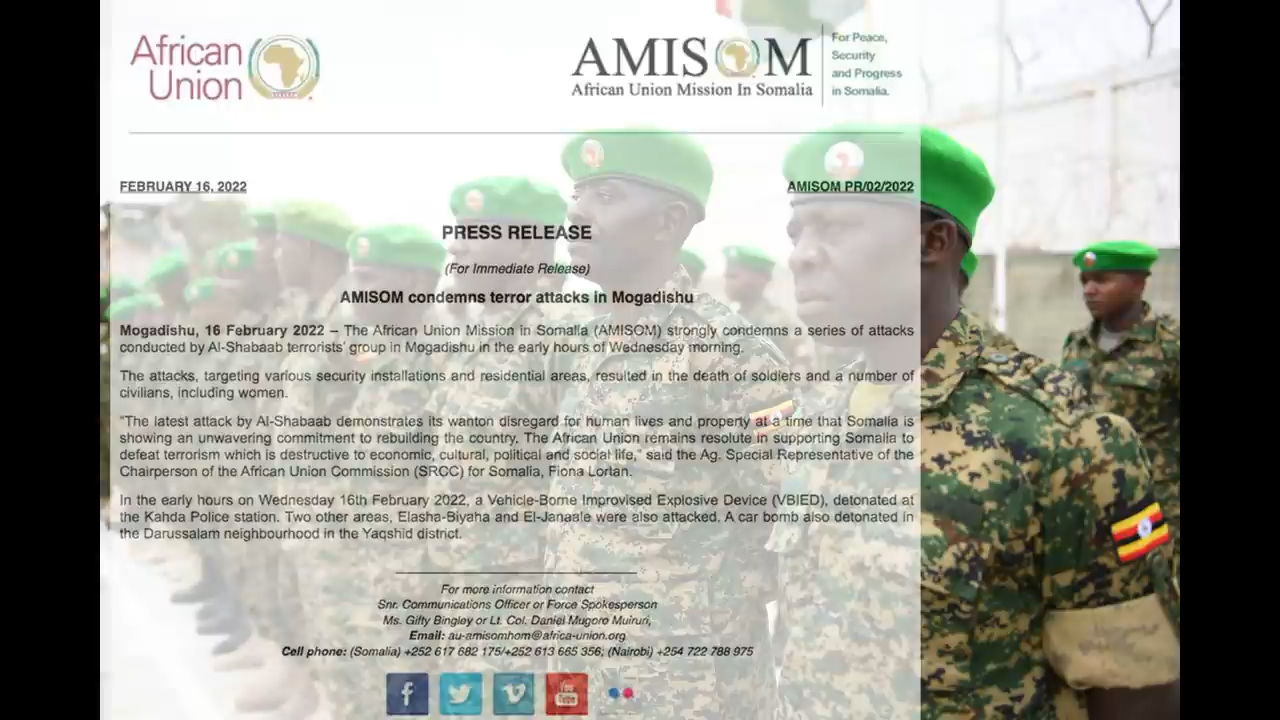 African
Union
AMISOM
African Union Mission In Somalia
For Peace,
Security
and Progress
in Somalia.
FEBRUARY 16, 2022
AMISOM PR/02/2022
PRESS RELEASE
(For Immediate Release)
AMISOM condemns terror attacks in Mogadishu
Mogadishu, 16 February 2022 – The African Union Mission in Somalia (AMISOM) strongly condemns a series of attacks
conducted by Al-Shabaab terrorists' group in Mogadishu in the early hours of Wednesday morning.
The attacks, targeting various security installations and residential areas, resulted in the death of soldiers and a number of
civilians, including women.
"The latest attack by Al-Shabaab demonstrates its wanton disregard for human lives and property at a time that Somalia is
showing an unwavering commitment to rebuilding the country. The African Union remains resolute in supporting Somalia to
defeat terrorism which is destructive to economic, cultural, political and social life," said the Ag. Special Representative of the
Chairperson of the African Union Commission (SRCC) for Somalia, Fiona Lortan.
In the early hours on Wednesday 16th February 2022, a Vehicle-Borne Improvised Explosive Device (VBIED), detonated at
the Kahda Police station. Two other areas, Elasha-Biyaha and El-Janaale were also attacked. A car bomb also detonated in
the Darussalam neighbourhood in the Yaqshid district.
For more information contact
Snr. Communications Officer or Force Spokesperson
Ms. Gifty Bingley or Lt. Col. Daniel Mugoro Muiruri,
Email: au-amisomhom@africa-union.org
Cell phone: (Somalia) +252 617 682 175/+252 613 665 356; (Nairobi) +254 722 788 975
You
Tube